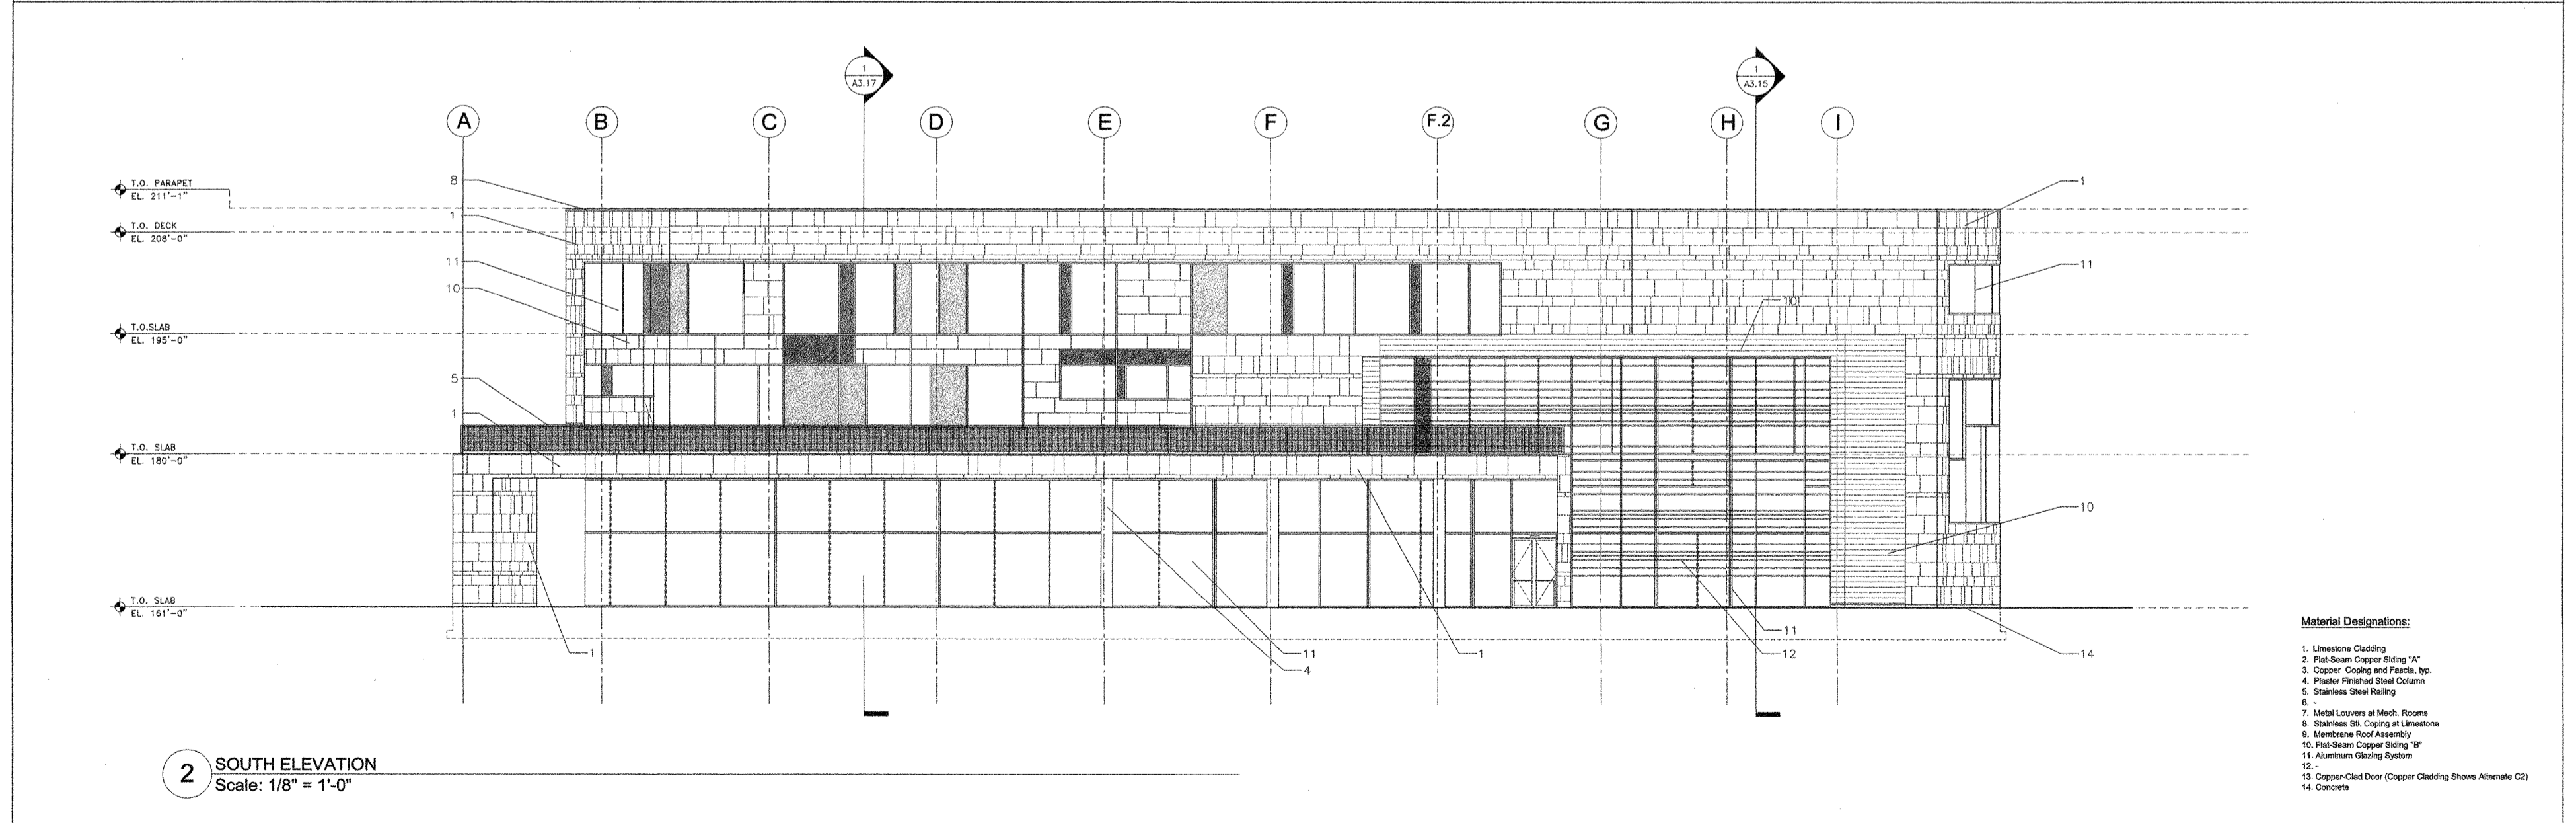 1
A3.17
1
A3.15
A
B
C
D
E
F
F.2
G
H
I
T.O. PARAPET
EL. 211'-1"
8
1
1
T.O. DECK
EL. 208'-0"
11
11
10
10
T.O.SLAB
EL. 195'-0"
5
1
T.O. SLAB
EL. 180'-0"
10
T.O. SLAB
EL. 161'-0"
11
1
11
1
12
14
4
Material Designations:
1. Limestone Cladding
2. Flat-Seam Copper Siding "A"
3. Copper Coping and Fascia, typ.
4. Plaster Finished Steel Column
5. Stainless Steel Railing
6. -
7. Metal Louvers at Mech. Rooms
8. Stainless Stl. Coping at Limestone
9. Membrane Roof Assembly
10. Flat-Seam Copper Siding "B"
11. Aluminum Glazing System
12. -
13. Copper-Clad Door (Copper Cladding Shows Alternate C2)
14. Concrete
2
SOUTH ELEVATION
Scale: 1/8" = 1'-0"